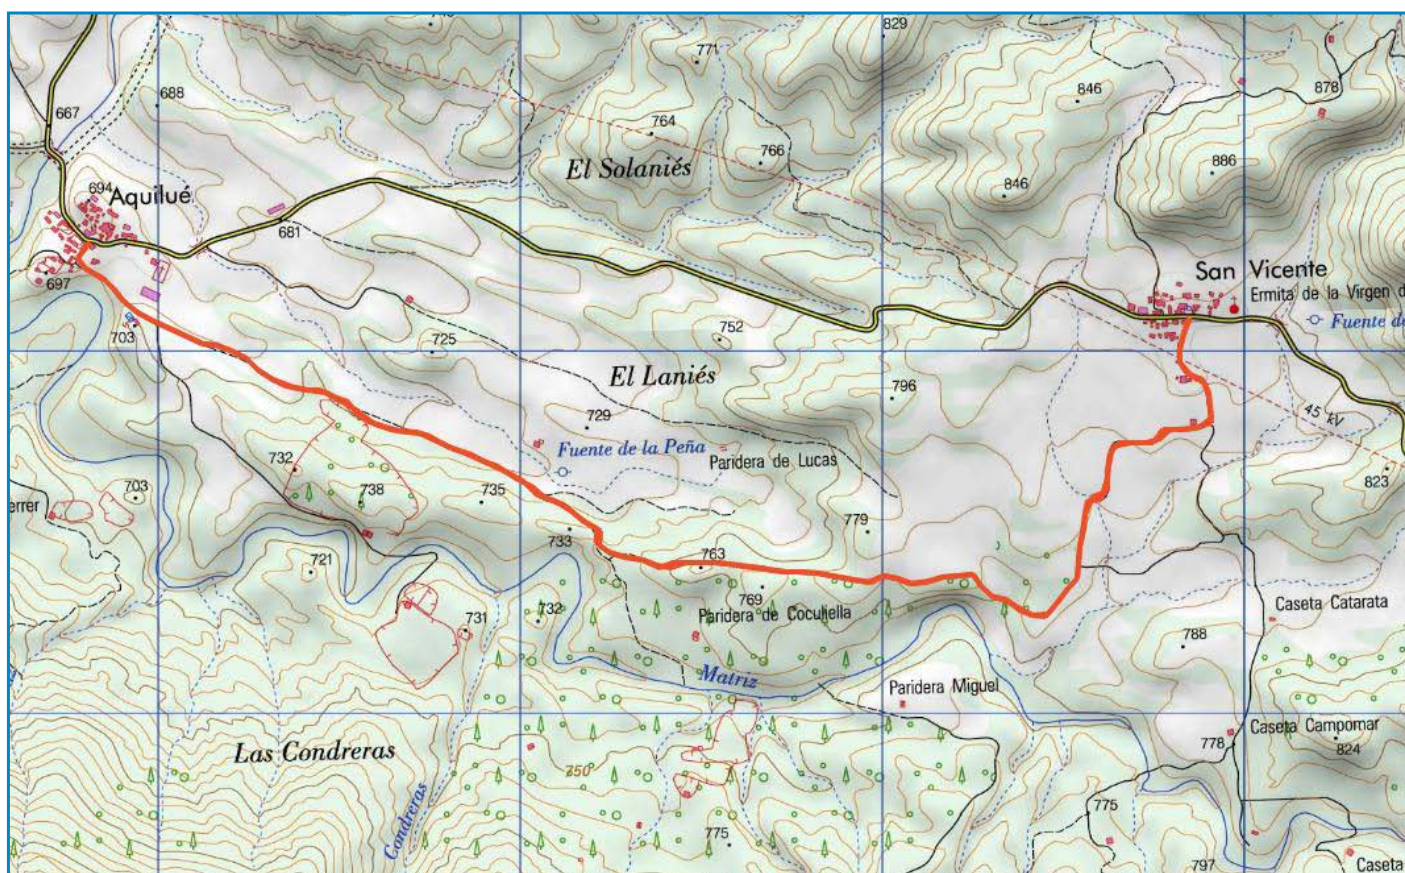 829
771
688
667
764
766
846
878
886
846
El Solaniés
694
Aquilué
681
697
San Vicente
Ermita de la Virgen d
Fuente de
703
752
725
El Laniés
796
45 kV
729
Fuente de la Peña
Paridera de Lucas
732
738
735
703
errer
823
779
733
763
721
769
732
Paridera de Coculiella
731
Caseta Catarata
788
Matriz
Paridera Miguel
Las Condreras
Caseta Campomar
778
824
750
Condreras
775
775
797
Caseta